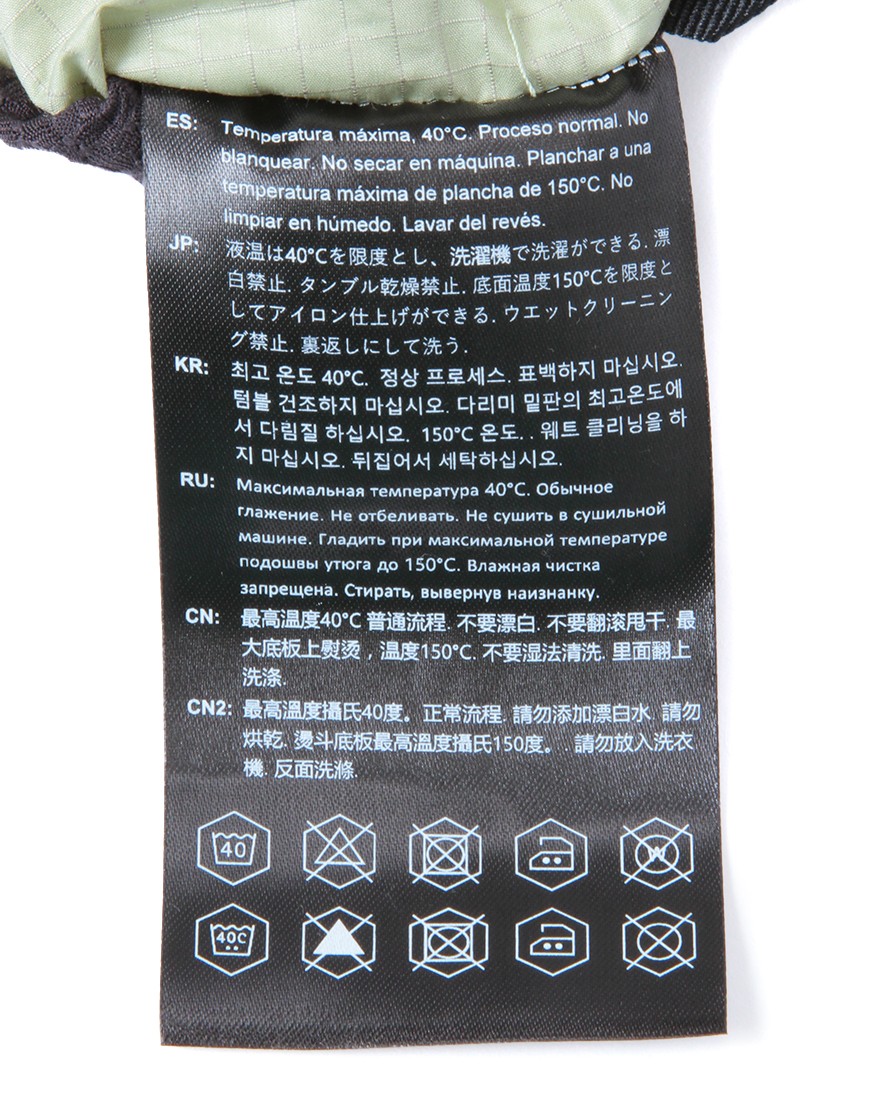 ES: Temperatura máxima, 40°C. Proceso normal. No
blanquear. No secar en máquina. Planchar a una
temperatura máxima de plancha de 150°C. No
limpiar en húmedo. Lavar del revés.
JP: 液温は40°Cを限度とし、洗濯機で洗濯ができる. 漂
白禁止. タンブル乾燥禁止. 底面温度150°Cを限度と
してアイロン仕上げができる. ウエットクリーニン
グ禁止. 裏返しにして洗う.
KR: 최고 온도 40°C. 정상 프로세스. 표백하지 마십시오.
텀블 건조하지 마십시오. 다리미 밑판의 최고온도에
서 다림질 하십시오. 150°C 온도. . 웨트 클리닝을 하
지 마십시오. 뒤집어서 세탁하십시오.
RU: Максимальная температура 40°C. Обычное
глажение. Не отбеливать. Не сушить в сушильной
машине. Гладить при максимальной температуре
подошвы утюга до 150°C. Влажная чистка
запрещена. Стирать, вывернув наизнанку.
CN: 最高温度40°C 普通流程. 不要漂白. 不要翻滚甩干. 最
大底板上熨烫，温度150°C. 不要湿法清洗. 里面翻上
洗涤.
CN2: 最高溫度攝氏40度。正常流程. 請勿添加漂白水. 請勿
烘乾. 燙斗底板最高溫度攝氏150度。. 請勿放入洗衣
機. 反面洗滌.
40 W
40C